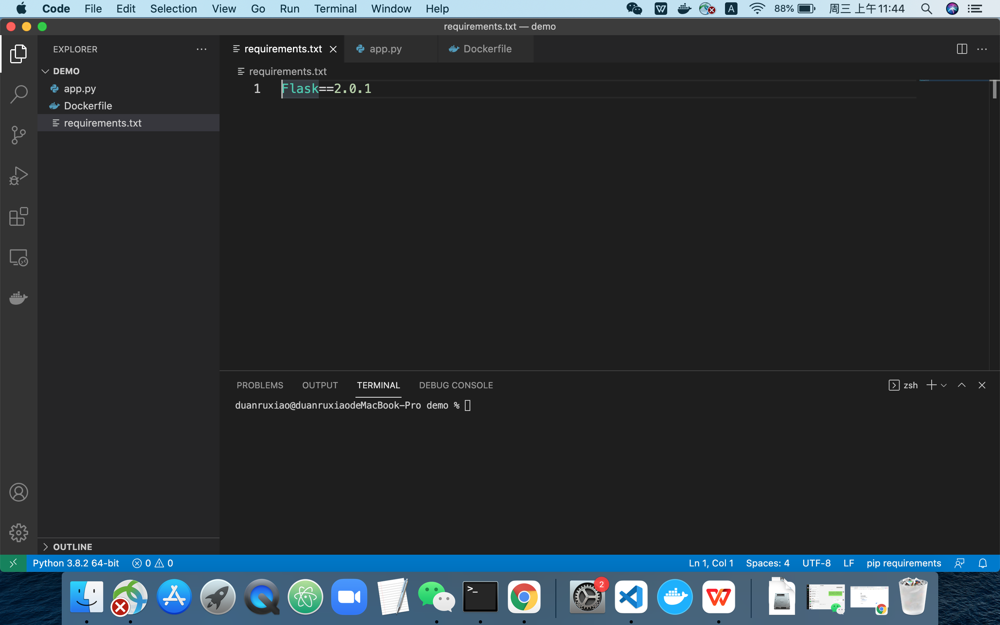 Code File Edit Selection View Go Run Terminal Window Help A 88% 周三 上午11:44
requirements.txt — demo
EXPLORER
requirements.txt app.py Dockerfile
DEMO
requirements.txt
app.py
1 Flask==2.0.1
Dockerfile
requirements.txt
PROBLEMS OUTPUT TERMINAL DEBUG CONSOLE zsh
duanruxiao@duanruxiaodeMacBook-Pro demo %
OUTLINE
Python 3.8.2 64-bit 0 0 Ln 1, Col 1 Spaces: 4 UTF-8 LF pip requirements
2